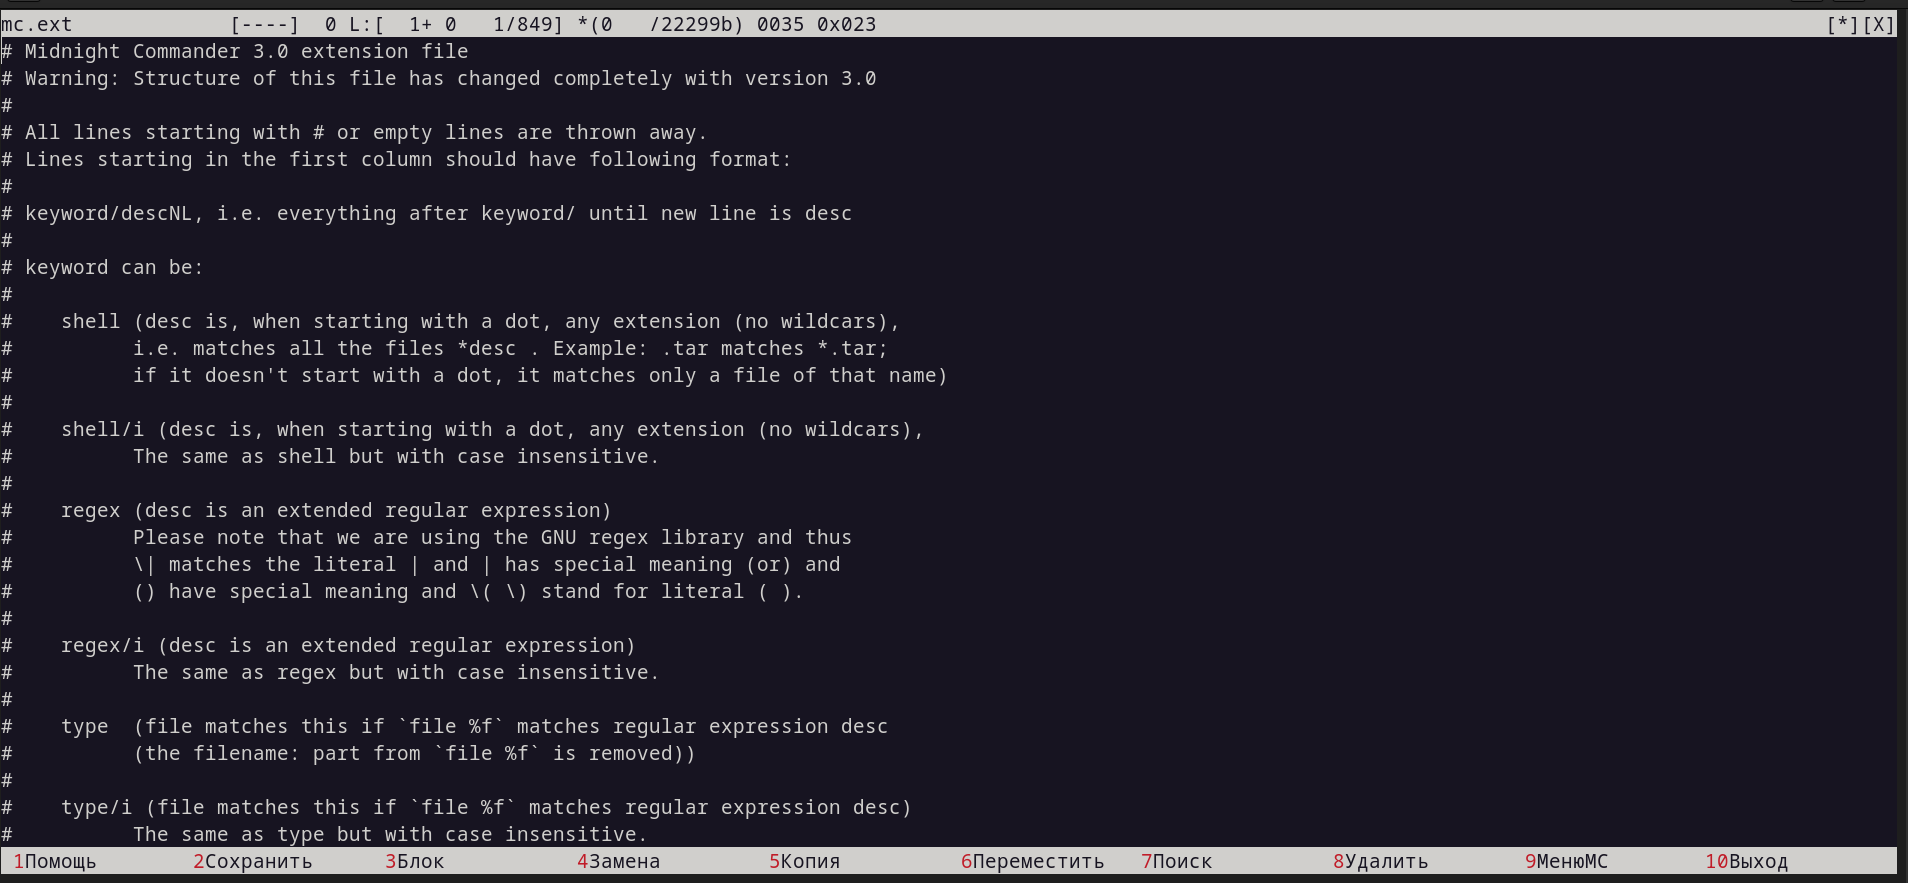 mc.ext [----] 0 L:[ 1+ 0 1/849] *(0 /22299b) 0035 0x023 [*][X]
# Midnight Commander 3.0 extension file
# Warning: Structure of this file has changed completely with version 3.0
#
# All lines starting with # or empty lines are thrown away.
# Lines starting in the first column should have following format:
#
# keyword/descNL, i.e. everything after keyword/ until new line is desc
#
# keyword can be:
#
#    shell (desc is, when starting with a dot, any extension (no wildcars),
#          i.e. matches all the files *desc . Example: .tar matches *.tar;
#          if it doesn't start with a dot, it matches only a file of that name)
#
#    shell/i (desc is, when starting with a dot, any extension (no wildcars),
#          The same as shell but with case insensitive.
#
#    regex (desc is an extended regular expression)
#          Please note that we are using the GNU regex library and thus
#          \| matches the literal | and | has special meaning (or) and
#          () have special meaning and \( \) stand for literal ( ).
#
#    regex/i (desc is an extended regular expression)
#          The same as regex but with case insensitive.
#
#    type  (file matches this if `file %f` matches regular expression desc
#          (the filename: part from `file %f` is removed))
#
#    type/i (file matches this if `file %f` matches regular expression desc)
#          The same as type but with case insensitive.
1Помощь 2Сохранить 3Блок 4Замена 5Копия 6Переместить 7Поиск 8Удалить 9МенюMC 10Выход